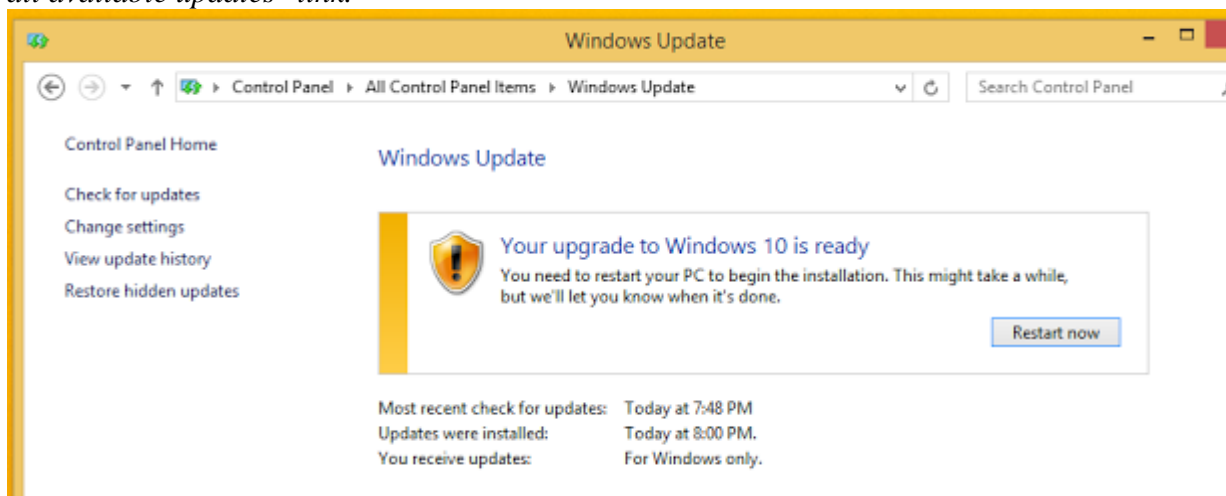 all available updates" link.
Windows Update
Control Panel ▸ All Control Panel Items ▸ Windows Update
Search Control Panel
Control Panel Home
Check for updates
Change settings
View update history
Restore hidden updates
Windows Update
Your upgrade to Windows 10 is ready
You need to restart your PC to begin the installation. This might take a while,
but we'll let you know when it's done.
Restart now
Most recent check for updates: Today at 7:48 PM
Updates were installed: Today at 8:00 PM.
You receive updates: For Windows only.